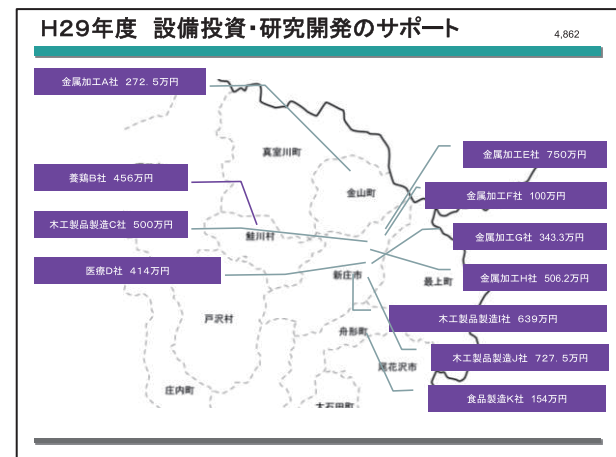 H29年度 設備投資・研究開発のサポート
4,862
金属加工A社 272.5万円
真室川町
金属加工E社 750万円
養鶏B社 456万円
金山町
金属加工F社 100万円
木工製品製造C社 500万円
鮭川村
金属加工G社 343.3万円
医療D社 414万円
新庄市
最上町
金属加工H社 506.2万円
戸沢村
木工製品製造I社 639万円
舟形町
木工製品製造J社 727.5万円
尾花沢市
庄内町
食品製造K社 154万円
大石田町